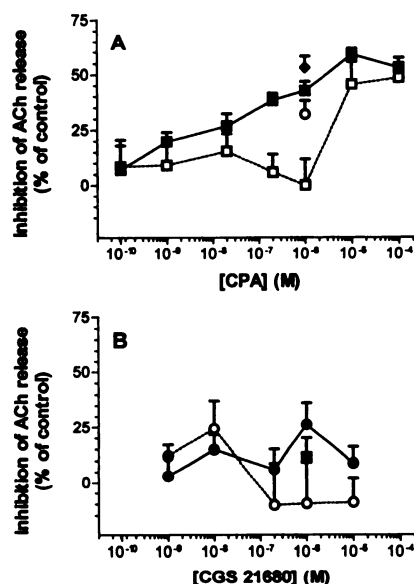 A
Inhibition of ACh release
(% of control)
75
50
25
0
10⁻¹⁰ 10⁻⁹ 10⁻⁸ 10⁻⁷ 10⁻⁶ 10⁻⁵ 10⁻⁴
[CPA] (M)
B
Inhibition of ACh release
(% of control)
75
50
25
0
10⁻¹⁰ 10⁻⁹ 10⁻⁸ 10⁻⁷ 10⁻⁶ 10⁻⁵ 10⁻⁴
[CGS 21680] (M)